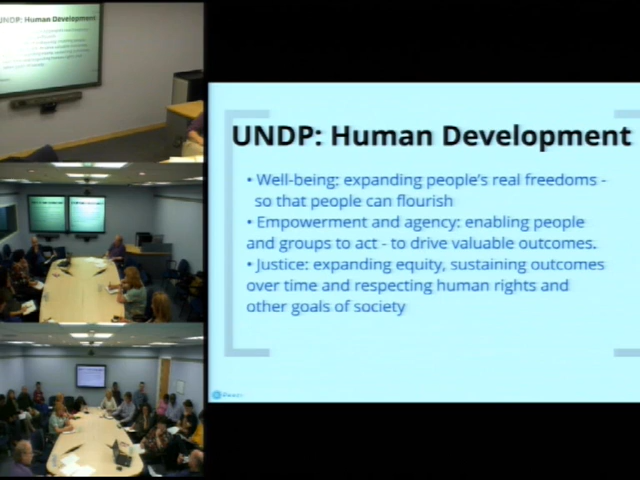 UNDP: Human Development
UNDP: Human Development
• Well-being: expanding people's real freedoms -
so that people can flourish
• Empowerment and agency: enabling people
and groups to act - to drive valuable outcomes.
• Justice: expanding equity, sustaining outcomes
over time and respecting human rights and
other goals of society